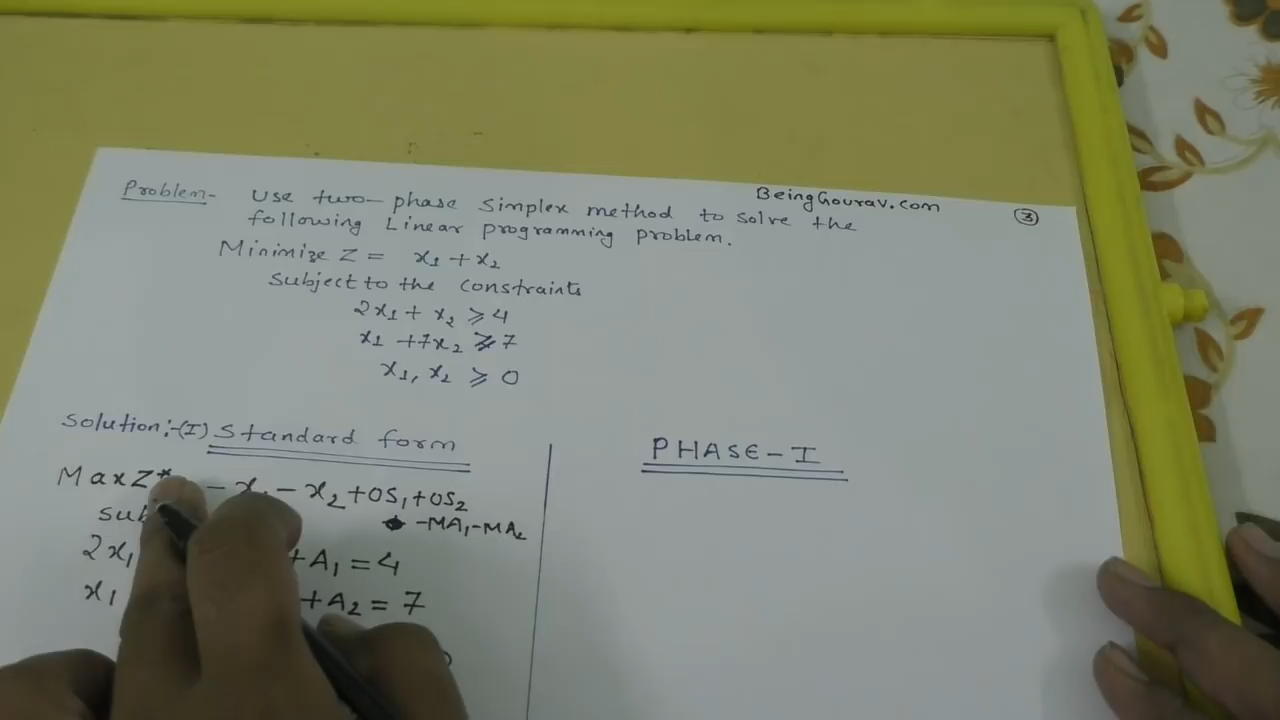 BeingGourav.com
③
Problem- Use two-phase simplex method to solve the
following Linear programming problem.
Minimize Z = x₁ + x₂
Subject to the constraints
2x₁ + x₂ ⩾ 4
x₁ + 7x₂ ⩾ 7
x₁, x₂ ⩾ 0
Solution:-(I) Standard form
Max Z* - x₁ - x₂ + 0S₁ + 0S₂
- MA₁ - MA₂
2x₁ + A₁ = 4
x₁ + A₂ = 7
PHASE-I